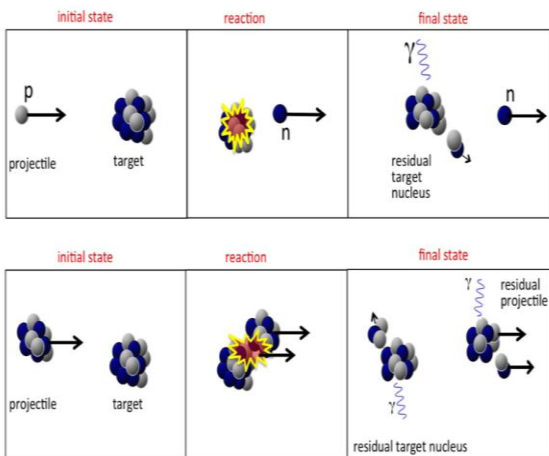 initial state reaction final state
γ
p
n
n
projectile target
residual
target
nucleus
initial state reaction final state
γ
residual
projectile
projectile target
γ
residual target nucleus